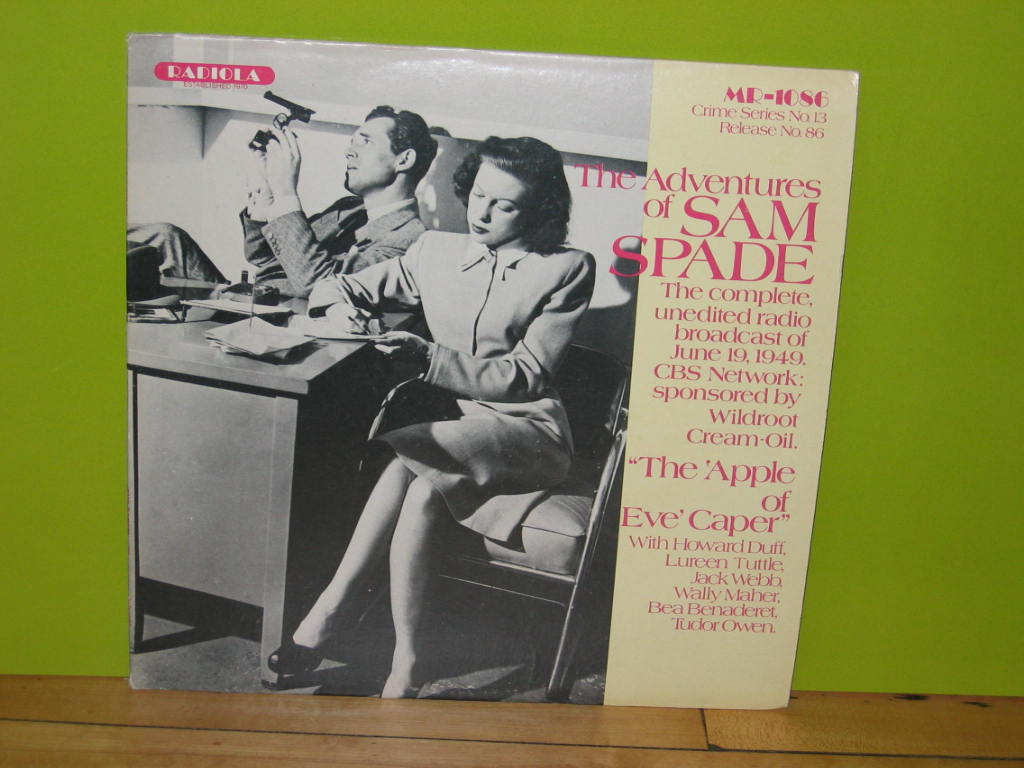 RADIOLA
ESTABLISHED 1970
MR-1086
Crime Series No. 13
Release No. 86
The Adventures
of SAM
SPADE
The complete,
unedited radio
broadcast of
June 19, 1949.
CBS Network:
sponsored by
Wildroot
Cream-Oil.
“The ‘Apple
of
Eve’ Caper”
With Howard Duff,
Lureen Tuttle,
Jack Webb,
Wally Maher,
Bea Benaderet,
Tudor Owen.